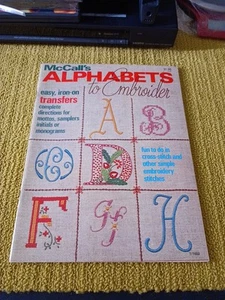 McCall's
ALPHABETS
to Embroider
easy, iron-on
transfers
complete
directions for
motten, samplers
initials or
monograms
A
B
fun to do in
cross-stitch and
other simple
embroidery
stitches
C
D
F
G
H